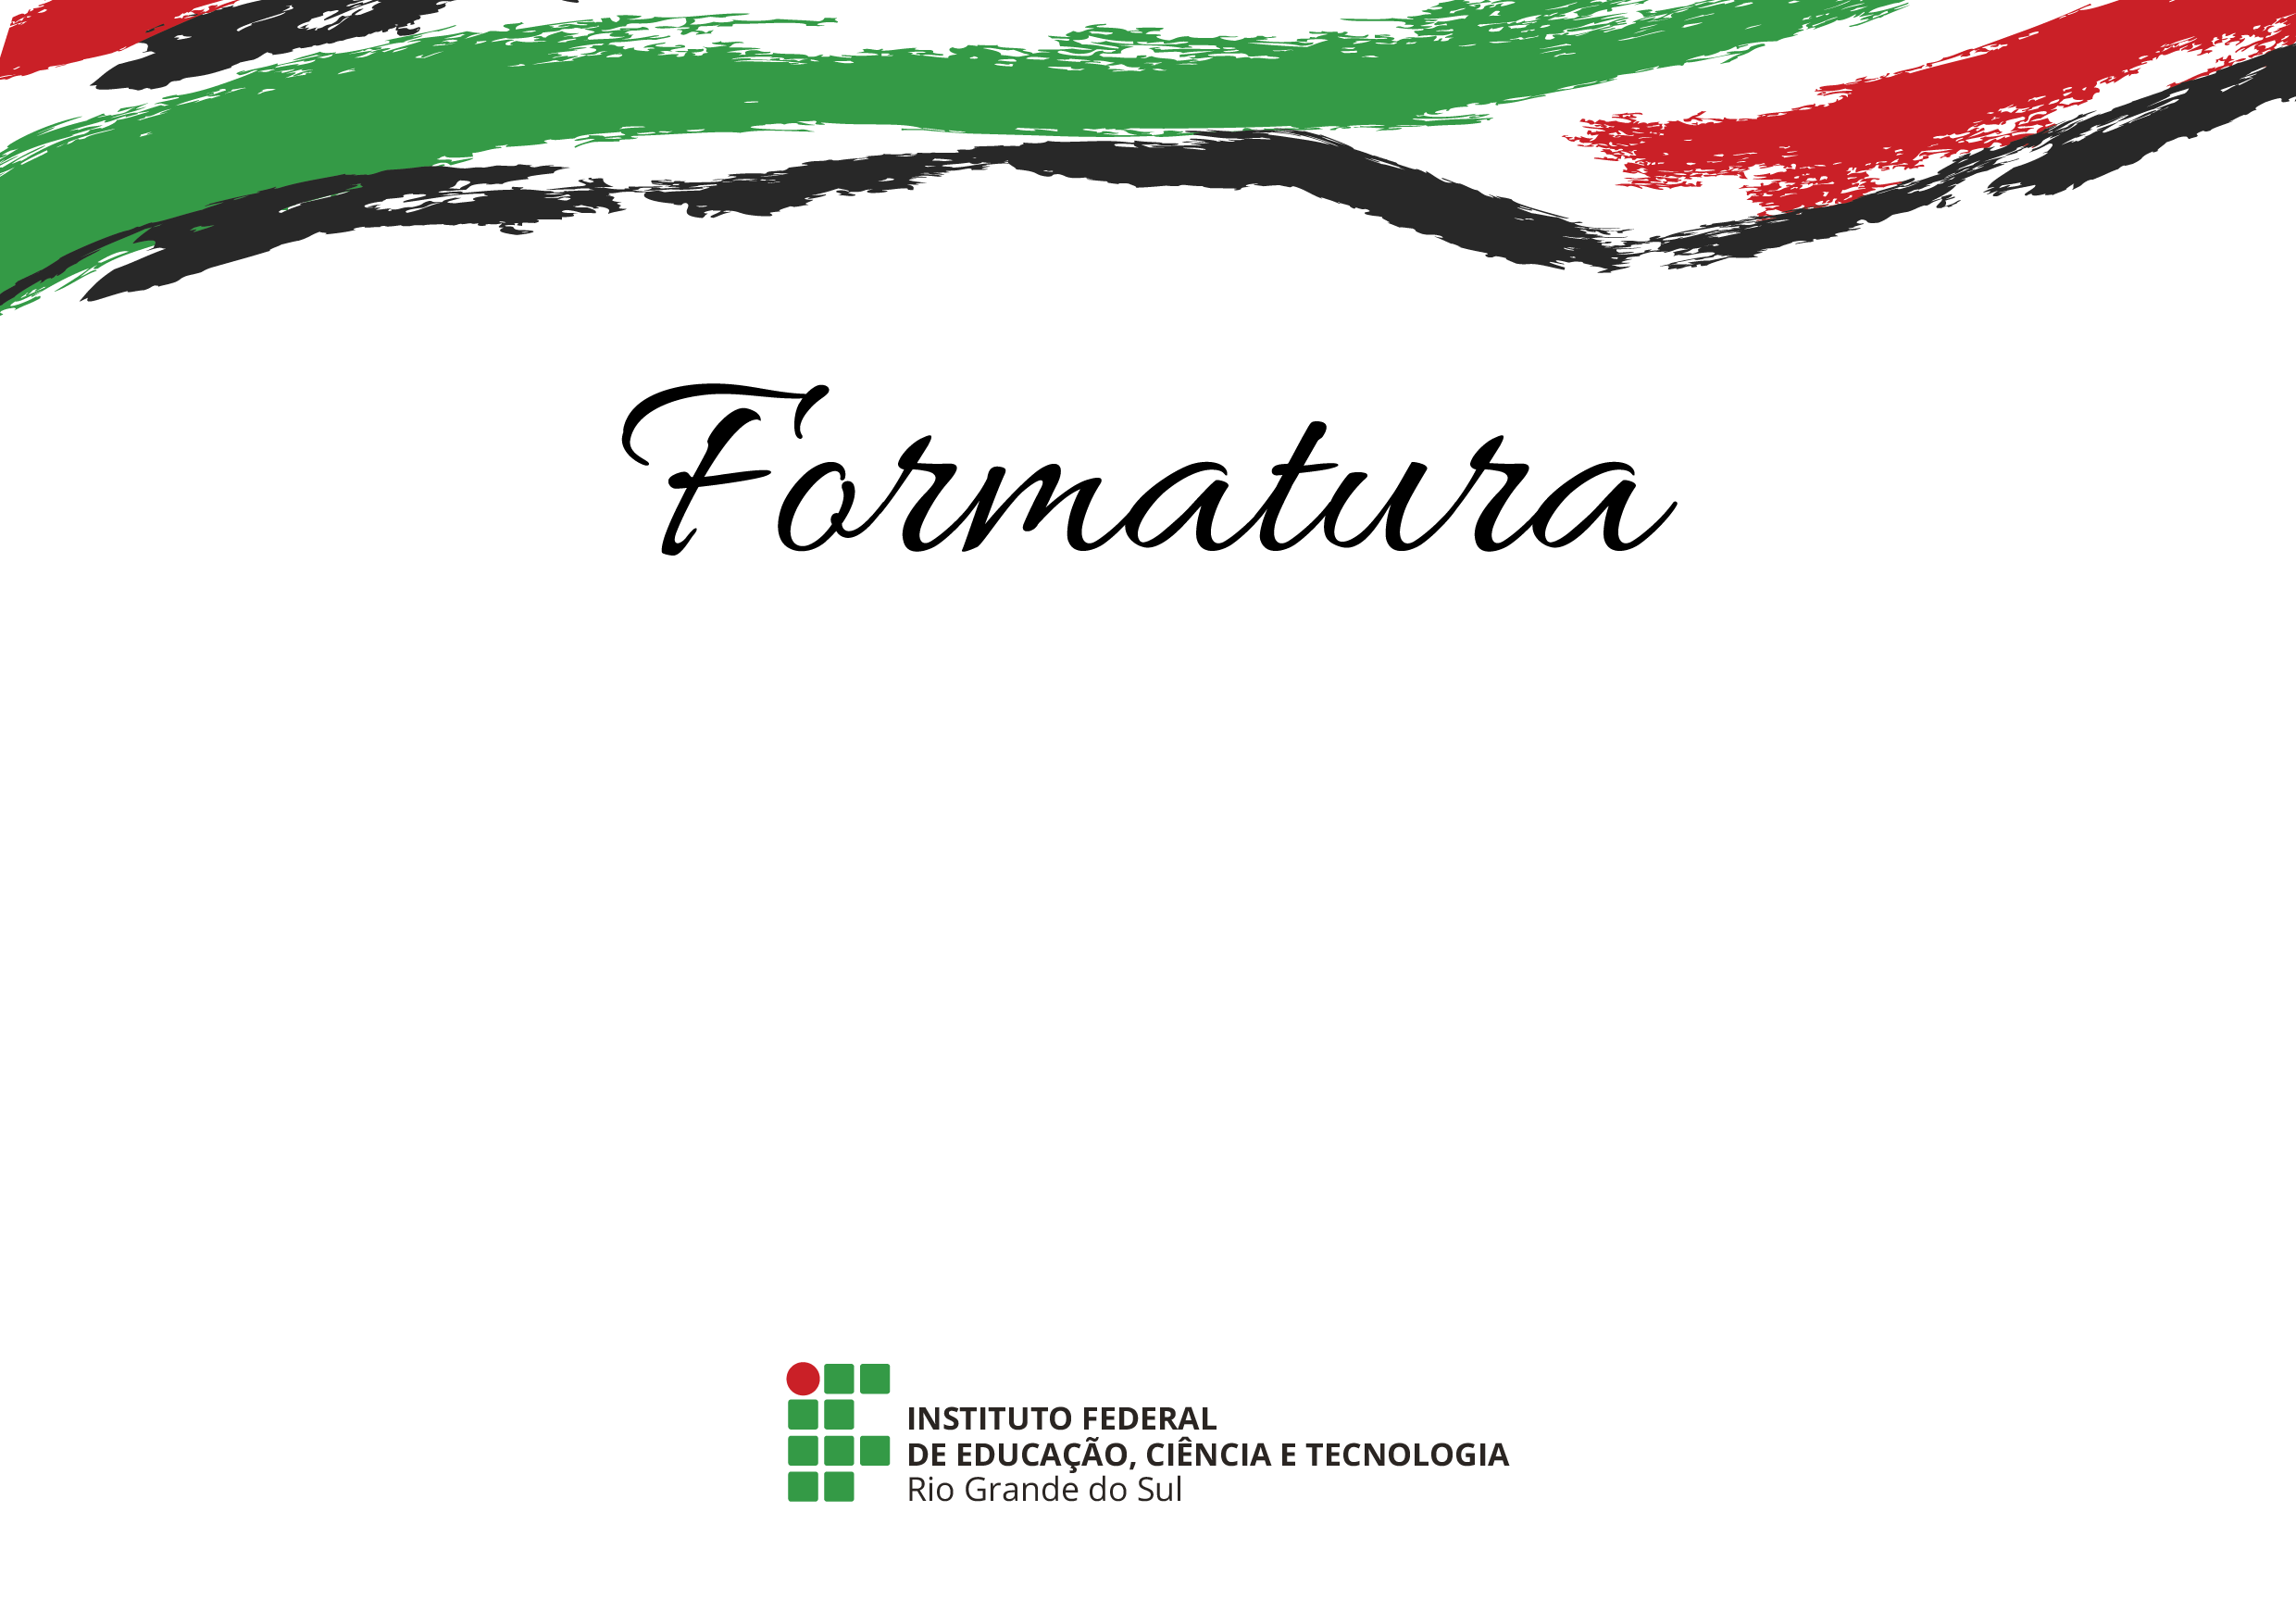 Formatura
INSTITUTO FEDERAL
DE EDUCAÇÃO, CIÊNCIA E TECNOLOGIA
Rio Grande do Sul